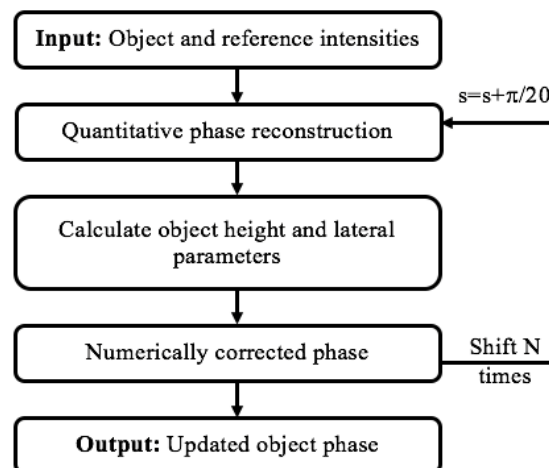 Input: Object and reference intensities
s=s+π/20
Quantitative phase reconstruction
Calculate object height and lateral
parameters
Numerically corrected phase
Shift N
times
Output: Updated object phase